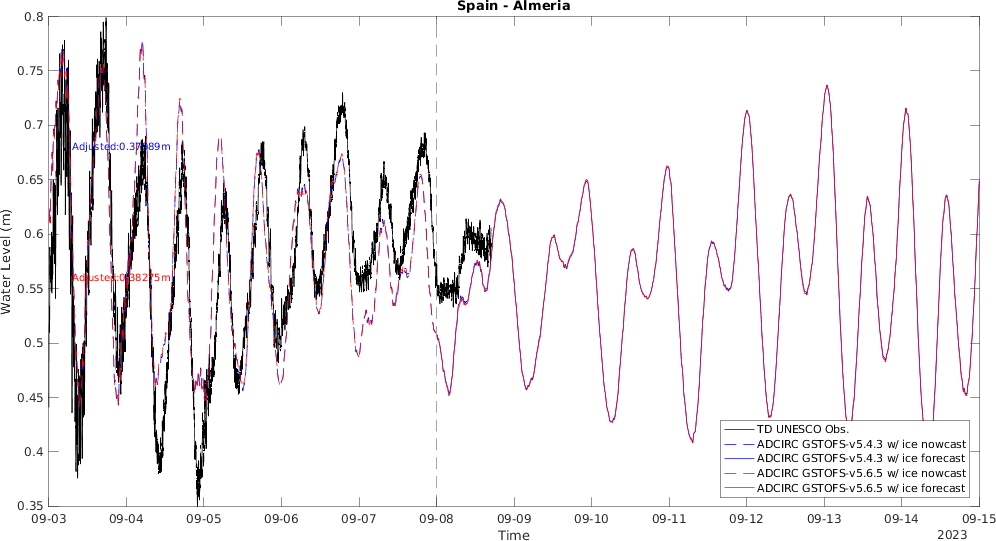 Spain - Almeria
0.8
0.75
0.7
0.65
0.6
0.55
0.5
0.45
0.4
0.35
Water Level (m)
Adjusted:0.37989m
Adjusted:0.38275m
TD UNESCO Obs.
ADCIRC GSTOFS-v5.4.3 w/ ice nowcast
ADCIRC GSTOFS-v5.4.3 w/ ice forecast
ADCIRC GSTOFS-v5.6.5 w/ ice nowcast
ADCIRC GSTOFS-v5.6.5 w/ ice forecast
09-03 09-04 09-05 09-06 09-07 09-08 09-09 09-10 09-11 09-12 09-13 09-14 09-15
Time
2023